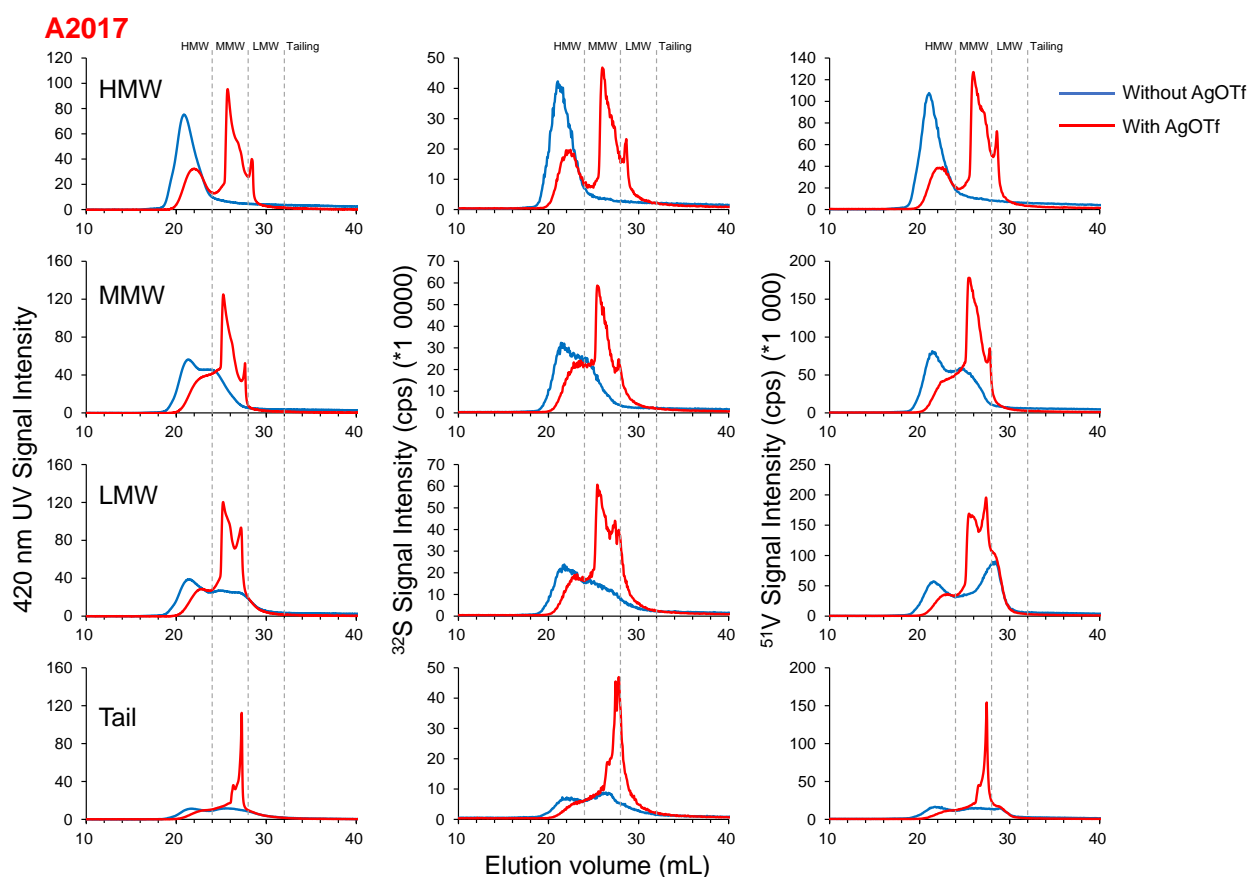 A2017
HMW MMW LMW Tailing HMW MMW LMW Tailing HMW MMW LMW Tailing
120 50 140
100 40 120
80 30 100
60 20 80
40 10 60
20 0 40
0 20
0
HMW
Without AgOTf
With AgOTf
10 20 30 40 10 20 30 40 10 20 30 40
160 70 200
120 60 150
80 50 100
40 40 50
0 30 0
20
10
0
MMW
10 20 30 40 10 20 30 40 10 20 30 40
160 70 250
120 60 200
80 50 150
40 40 100
0 30 50
20 0
10
0
LMW
10 20 30 40 10 20 30 40 10 20 30 40
160 50 200
120 40 150
80 30 100
40 20 50
0 10 0
0
Tail
10 20 30 40 10 20 30 40 10 20 30 40
420 nm UV Signal Intensity
³²S Signal Intensity (cps) (*1 0000)
⁵¹V Signal Intensity (cps) (*1 000)
Elution volume (mL)